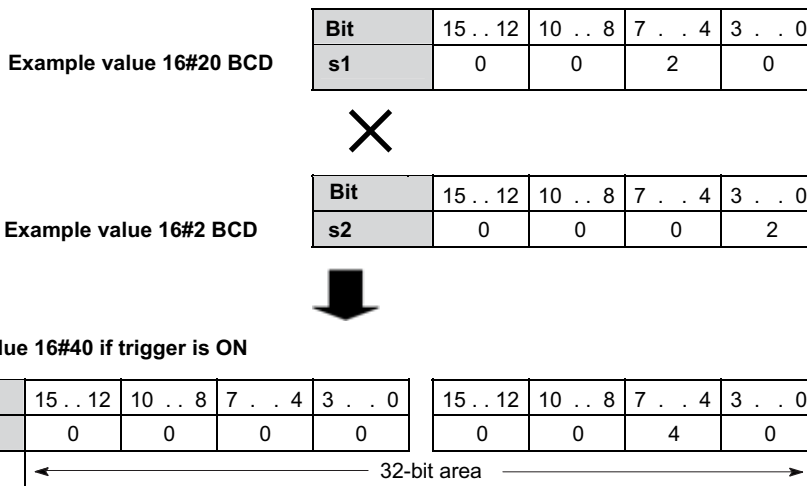 Bit 15 . . 12 10 . . 8 7 . . 4 3 . . 0
Example value 16#20 BCD s1 0 0 2 0
Bit 15 . . 12 10 . . 8 7 . . 4 3 . . 0
Example value 16#2 BCD s2 0 0 0 2
16#40 if trigger is ON
15 . . 12 10 . . 8 7 . . 4 3 . . 0 15 . . 12 10 . . 8 7 . . 4 3 . . 0
0 0 0 0 0 0 4 0
32-bit area